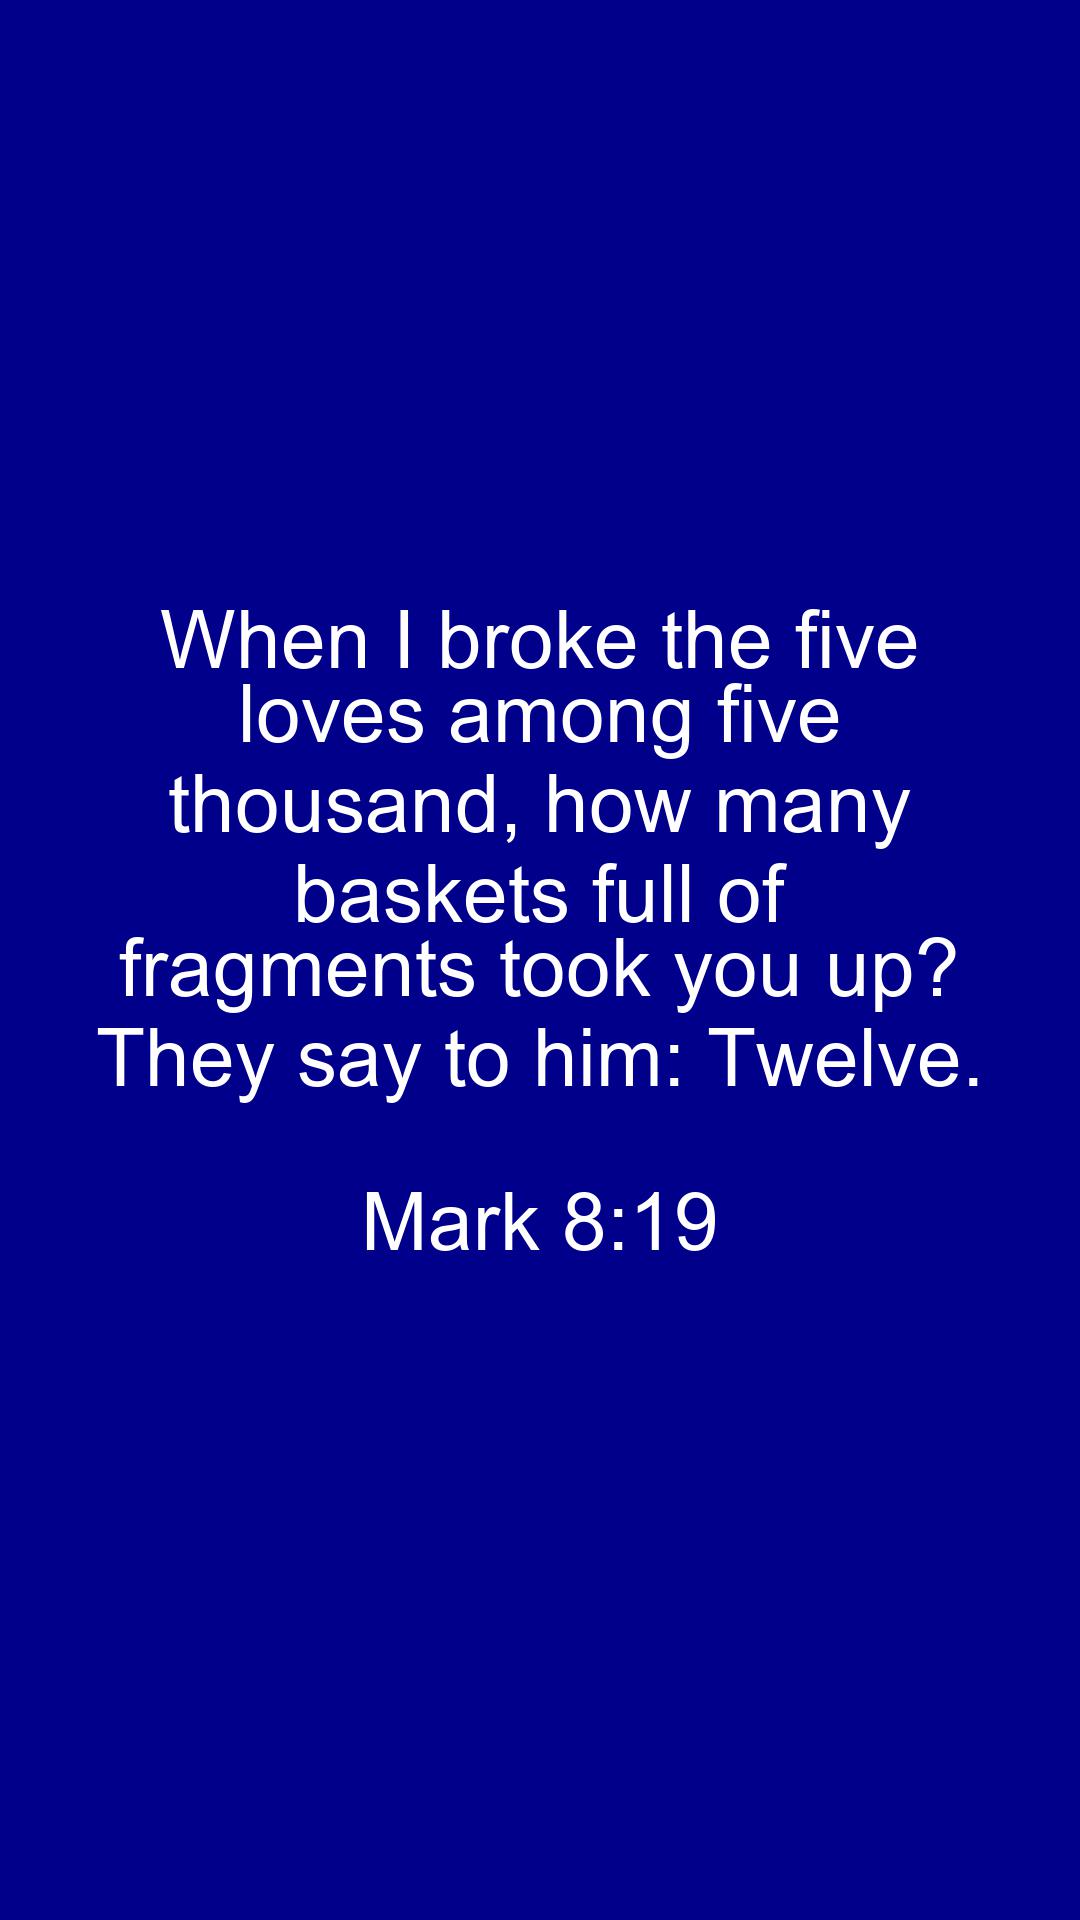 When I broke the five
loves among five
thousand, how many
baskets full of
fragments took you up?
They say to him: Twelve.
Mark 8:19